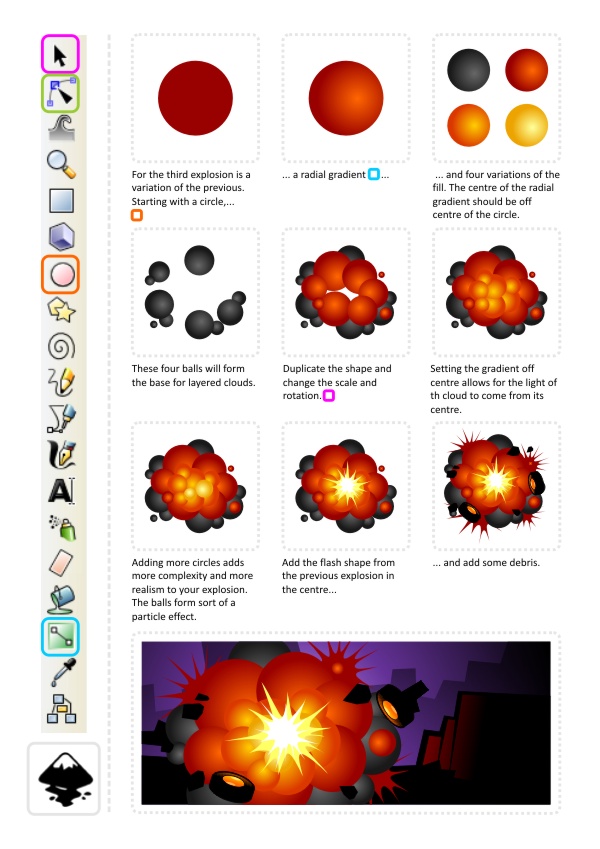 For the third explosion is a
variation of the previous.
Starting with a circle,...
... a radial gradient ...
... and four variations of the
fill. The centre of the radial
gradient should be off
centre of the circle.
These four balls will form
the base for layered clouds.
Duplicate the shape and
change the scale and
rotation.
Setting the gradient off
centre allows for the light of
th cloud to come from its
centre.
Adding more circles adds
more complexity and more
realism to your explosion.
The balls form sort of a
particle effect.
Add the flash shape from
the previous explosion in
the centre...
... and add some debris.
A